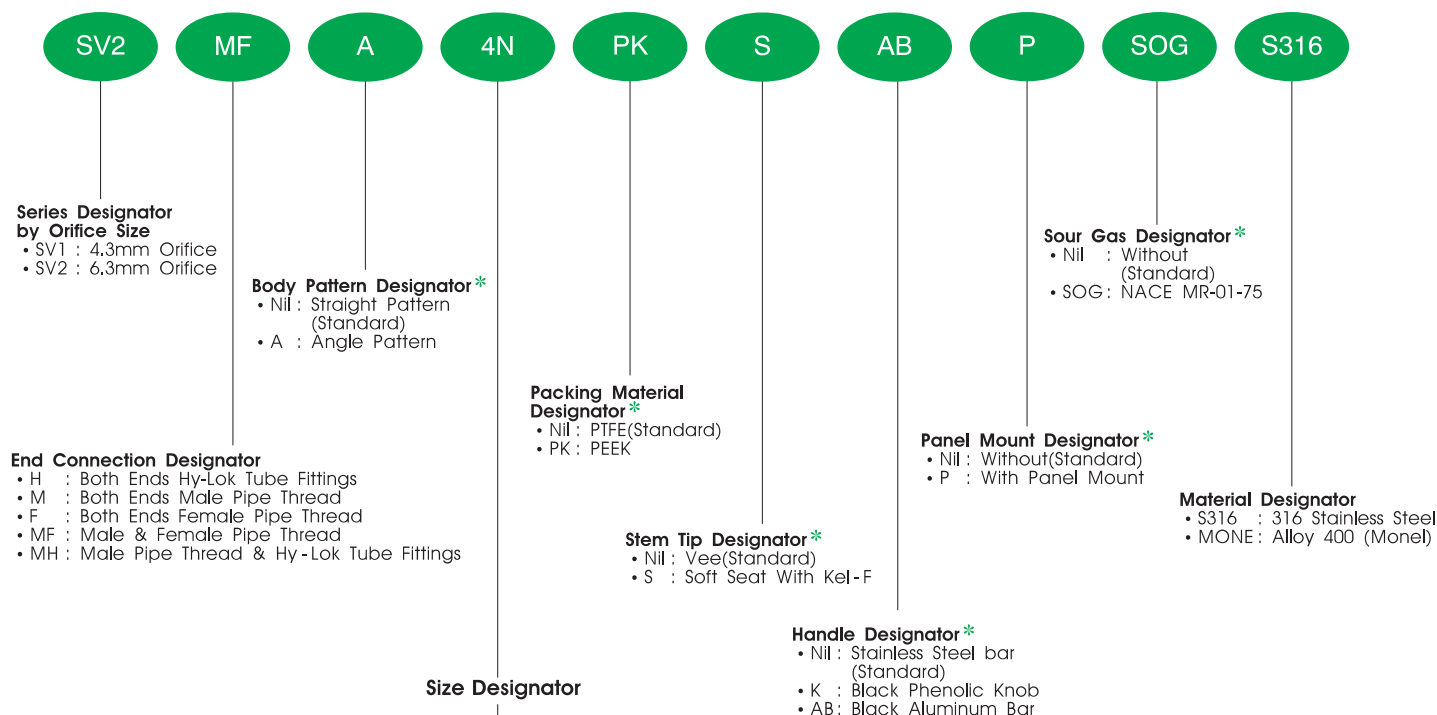 SV2 MF A 4N PK S AB P SOG S316
Series Designator
by Orifice Size
• SV1 : 4.3mm Orifice
• SV2 : 6.3mm Orifice
End Connection Designator
• H : Both Ends Hy-Lok Tube Fittings
• M : Both Ends Male Pipe Thread
• F : Both Ends Female Pipe Thread
• MF : Male & Female Pipe Thread
• MH : Male Pipe Thread & Hy-Lok Tube Fittings
Body Pattern Designator*
• Nil : Straight Pattern
(Standard)
• A : Angle Pattern
Size Designator
Packing Material
Designator*
• Nil : PTFE(Standard)
• PK : PEEK
Stem Tip Designator*
• Nil : Vee(Standard)
• S : Soft Seat With Kel-F
Handle Designator*
• Nil : Stainless Steel bar
(Standard)
• K : Black Phenolic Knob
• AB : Black Aluminum Bar
Panel Mount Designator*
• Nil : Without(Standard)
• P : With Panel Mount
Sour Gas Designator*
• Nil : Without
(Standard)
• SOG : NACE MR-01-75
Material Designator
• S316 : 316 Stainless Steel
• MONE : Alloy 400 (Monel)